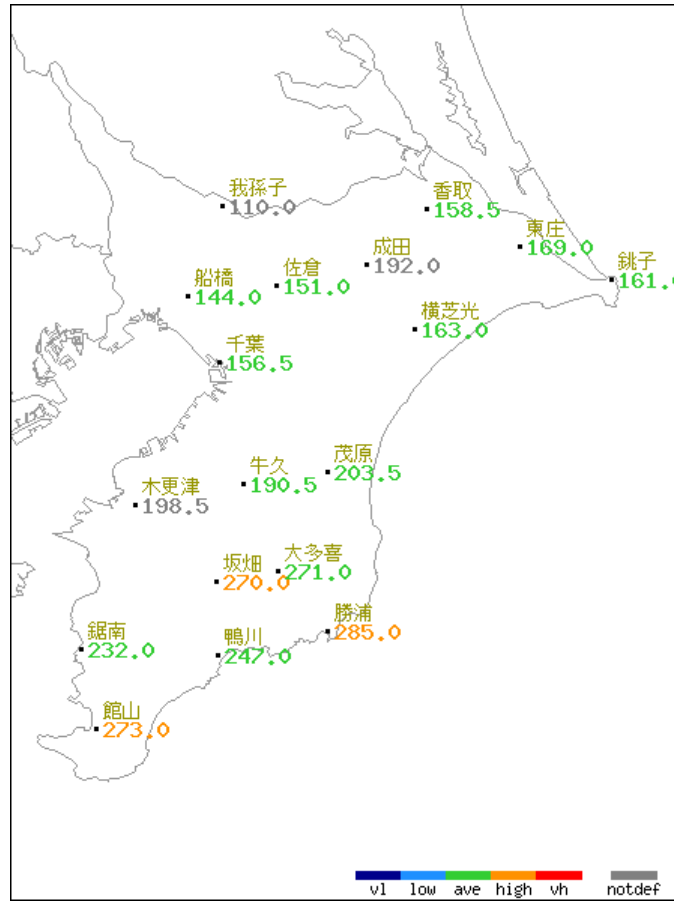 我孫子
110.0
香取
158.5
東庄
169.0
成田
192.0
銚子
161.
船橋
144.0
佐倉
151.0
横芝光
163.0
千葉
156.5
茂原
203.5
牛久
190.5
木更津
198.5
大多喜
271.0
坂畑
270.0
勝浦
285.0
鋸南
232.0
鴨川
247.0
館山
273.0
vl low ave high vh notdef